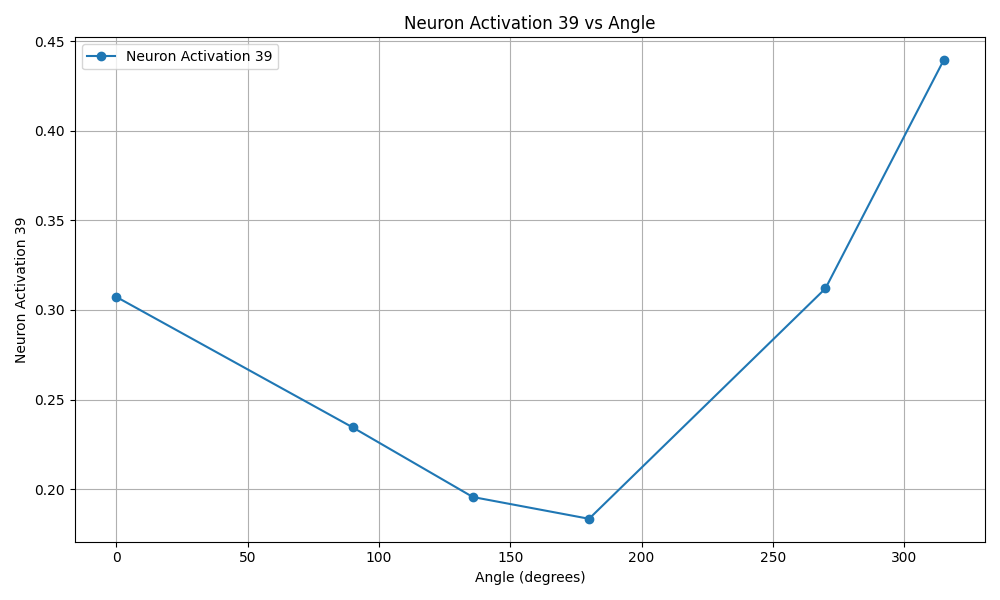 Neuron Activation 39 vs Angle
Neuron Activation 39
0.45
0.40
0.35
0.30
0.25
0.20
Neuron Activation 39
0 50 100 150 200 250 300
Angle (degrees)